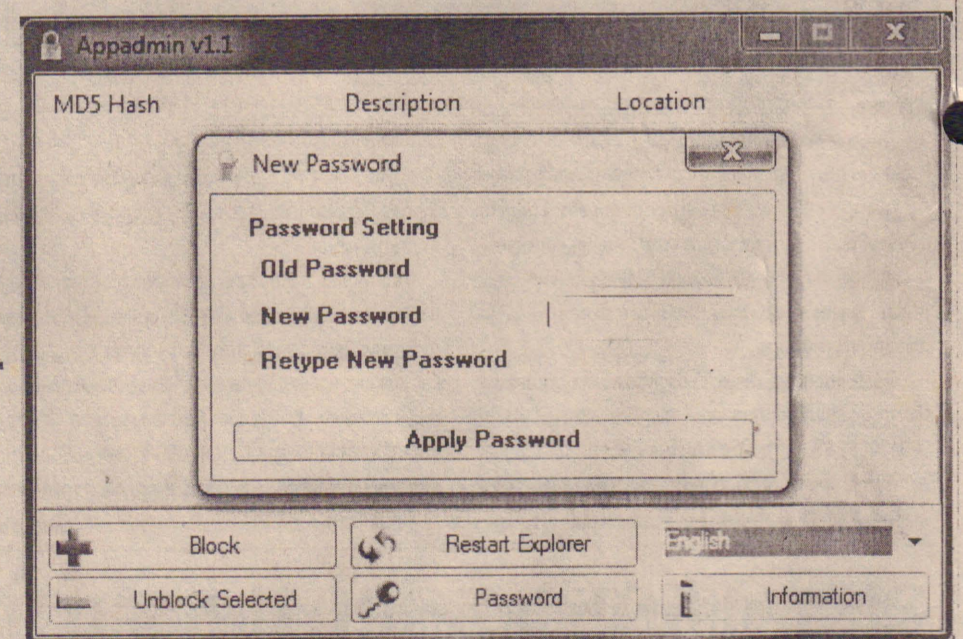 Appadmin v1.1
MD5 Hash Description Location
New Password
Password Setting
Old Password
New Password
Retype New Password
Apply Password
Block Restart Explorer English
Unblock Selected Password Information